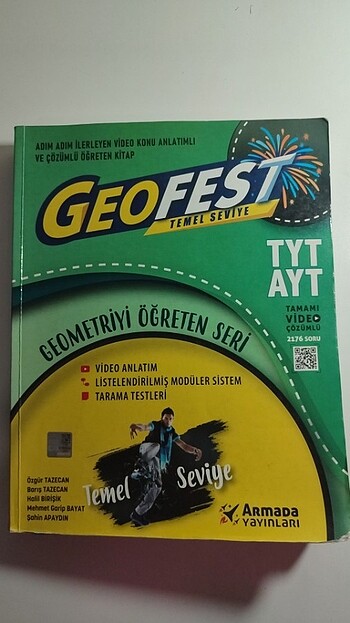 ADIM ADIM İLERLEYEN VİDEO KONU ANLATIMLI
VE ÇÖZÜMLÜ ÖĞRETEN KİTAP
GEOFEST
TEMEL SEVİYE
TYT
AYT
TAMAMI
VİDEO
ÇÖZÜMLÜ
2176 SORU
GEOMETRİYİ ÖĞRETEN SERİ
VİDEO ANLATIM
LİSTELENDİRİLMİŞ MODÜLER SİSTEM
TARAMA TESTLERİ
Temel Seviye
Özgür TAZECAN
Barış TAZECAN
Halil BİRİŞİK
Mehmet Garip BAYAT
Şahin APAYDIN
ARMADA
YAYINLARI